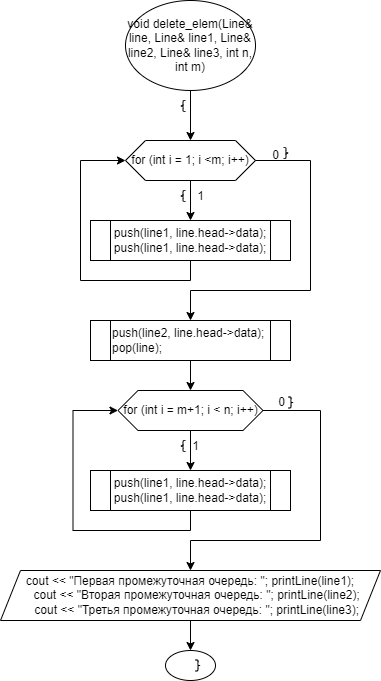 void delete_elem(Line&
line, Line& line1, Line&
line2, Line& line3, int n,
int m)
{
for (int i = 1; i <m; i++)
0 }
{ 1
push(line1, line.head->data);
push(line1, line.head->data);
push(line2, line.head->data);
pop(line);
for (int i = m+1; i < n; i++)
0 }
{ 1
push(line1, line.head->data);
push(line1, line.head->data);
cout << "Первая промежуточная очередь: "; printLine(line1);
cout << "Вторая промежуточная очередь: "; printLine(line2);
cout << "Третья промежуточная очередь: "; printLine(line3);
}